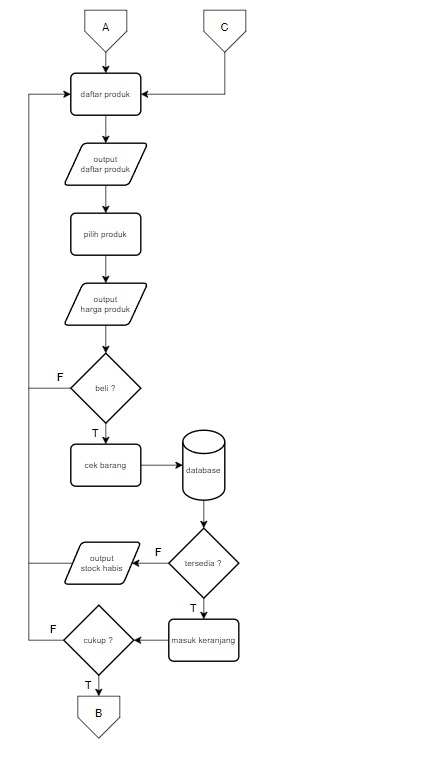 A
C
daftar produk
output
daftar produk
pilih produk
output
harga produk
beli ?
F
T
cek barang
database
tersedia ?
F
output
stock habis
T
masuk keranjang
cukup ?
F
T
B